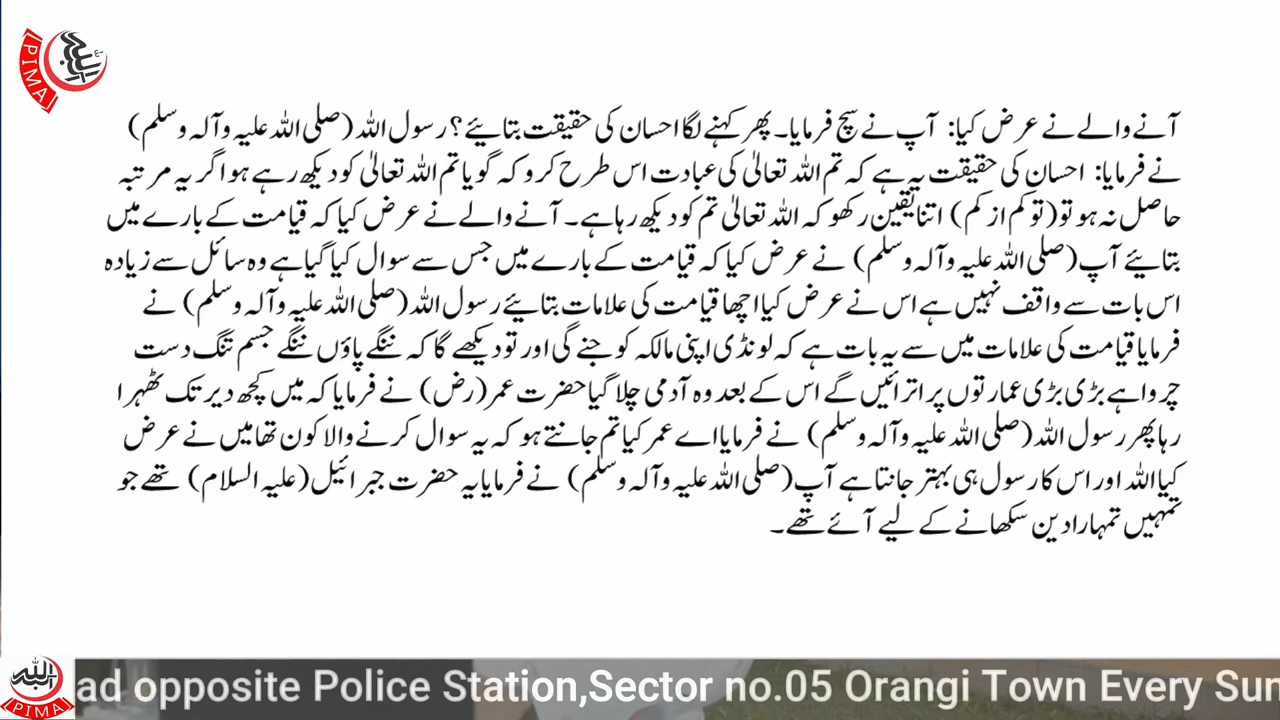 PIMA
آنے والے نے عرض کیا: آپ نے سچ فرمایا۔ پھر کہنے لگا احسان کی حقیقت بتائیے؟ رسول اللہ (صلی اللہ علیہ وآلہ وسلم)
نے فرمایا: احسان کی حقیقت یہ ہے کہ تم اللہ تعالیٰ کی عبادت اس طرح کرو کہ گویا تم اللہ تعالیٰ کو دیکھ رہے ہو اگر یہ مرتبہ
حاصل نہ ہو تو (تو کم از کم) اتنا یقین رکھو کہ اللہ تعالیٰ تم کو دیکھ رہا ہے۔ آنے والے نے عرض کیا کہ قیامت کے بارے میں
بتائیے آپ (صلی اللہ علیہ وآلہ وسلم) نے عرض کیا کہ قیامت کے بارے میں جس سے سوال کیا گیا ہے وہ سائل سے زیادہ
اس بات سے واقف نہیں ہے اس نے عرض کیا اچھا قیامت کی علامات بتائیے رسول اللہ (صلی اللہ علیہ وآلہ وسلم) نے
فرمایا قیامت کی علامات میں سے یہ بات ہے کہ لونڈی اپنی مالکہ کو جنے گی اور تو دیکھے گا کہ ننگے پاؤں ننگے جسم تنگ دست
چرواہے بڑی بڑی عمارتوں پر اترائیں گے اس کے بعد وہ آدمی چلا گیا حضرت عمر (رض) نے فرمایا کہ میں کچھ دیر تک ٹھہرا
رہا پھر رسول اللہ (صلی اللہ علیہ وآلہ وسلم) نے فرمایا اے عمر کیا تم جانتے ہو کہ یہ سوال کرنے والا کون تھا میں نے عرض
کیا اللہ اور اس کا رسول ہی بہتر جانتا ہے آپ (صلی اللہ علیہ وآلہ وسلم) نے فرمایا یہ حضرت جبرائیل (علیہ السلام) تھے جو
تمہیں تمہارا دین سکھانے کے لیے آئے تھے۔
اللہ
PIMA
ad opposite Police Station,Sector no.05 Orangi Town Every Sun